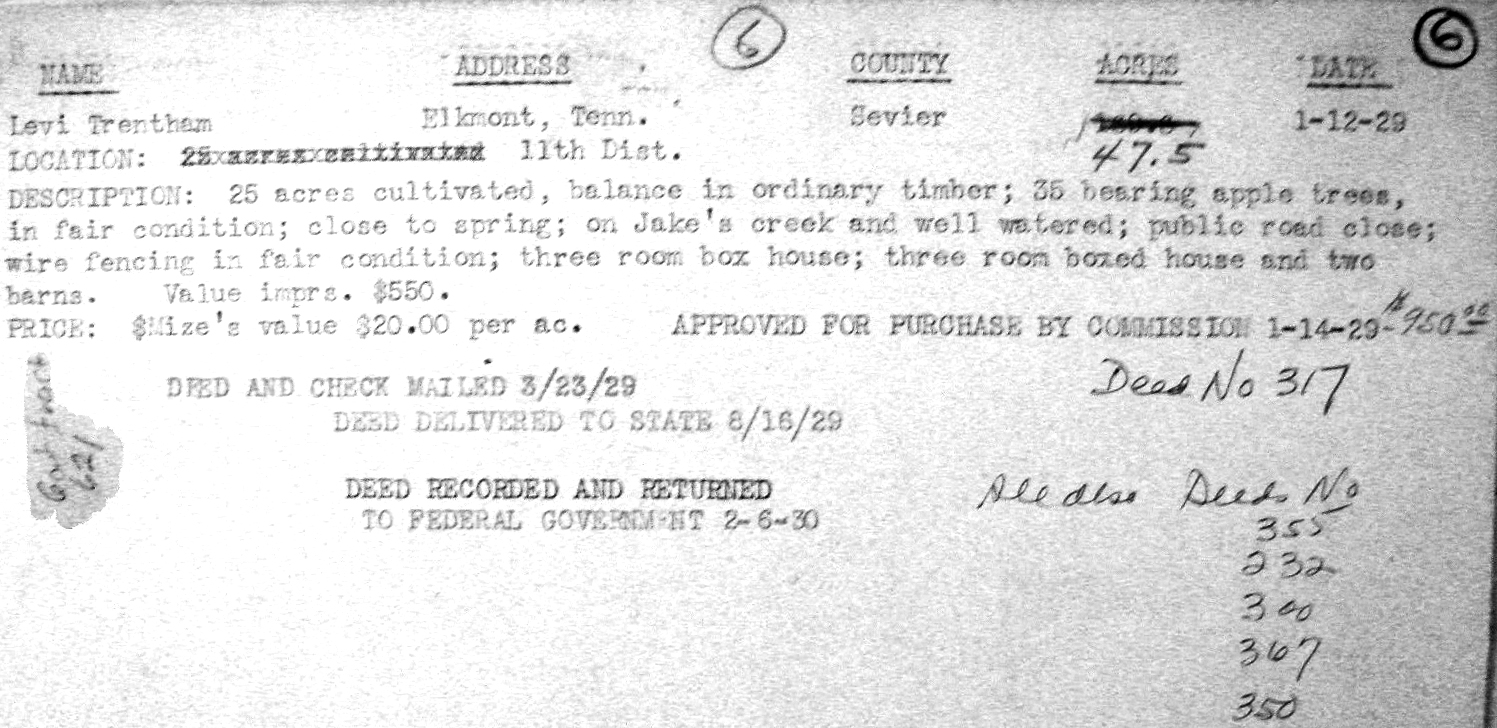 6 6
NAME ADDRESS COUNTY ACRES DATE
Levi Trentham Elkmont, Tenn. Sevier 1-12-29
47.5
LOCATION: 25 acres cultivated 11th Dist.
DESCRIPTION: 25 acres cultivated, balance in ordinary timber; 35 bearing apple trees,
in fair condition; close to spring; on Jake's creek and well watered; public road close;
wire fencing in fair condition; three room box house; three room boxed house and two
barns. Value imprs. $550.
PRICE: $Mize's value $20.00 per ac. APPROVED FOR PURCHASE BY COMMISSION 1-14-29- $950.00
DEED AND CHECK MAILED 3/23/29 Deed No 317
DEED DELIVERED TO STATE 8/16/29
Gov't tract
621
DEED RECORDED AND RETURNED See also Deeds No
TO FEDERAL GOVERNMENT 2-6-30 355
232
300
367
350